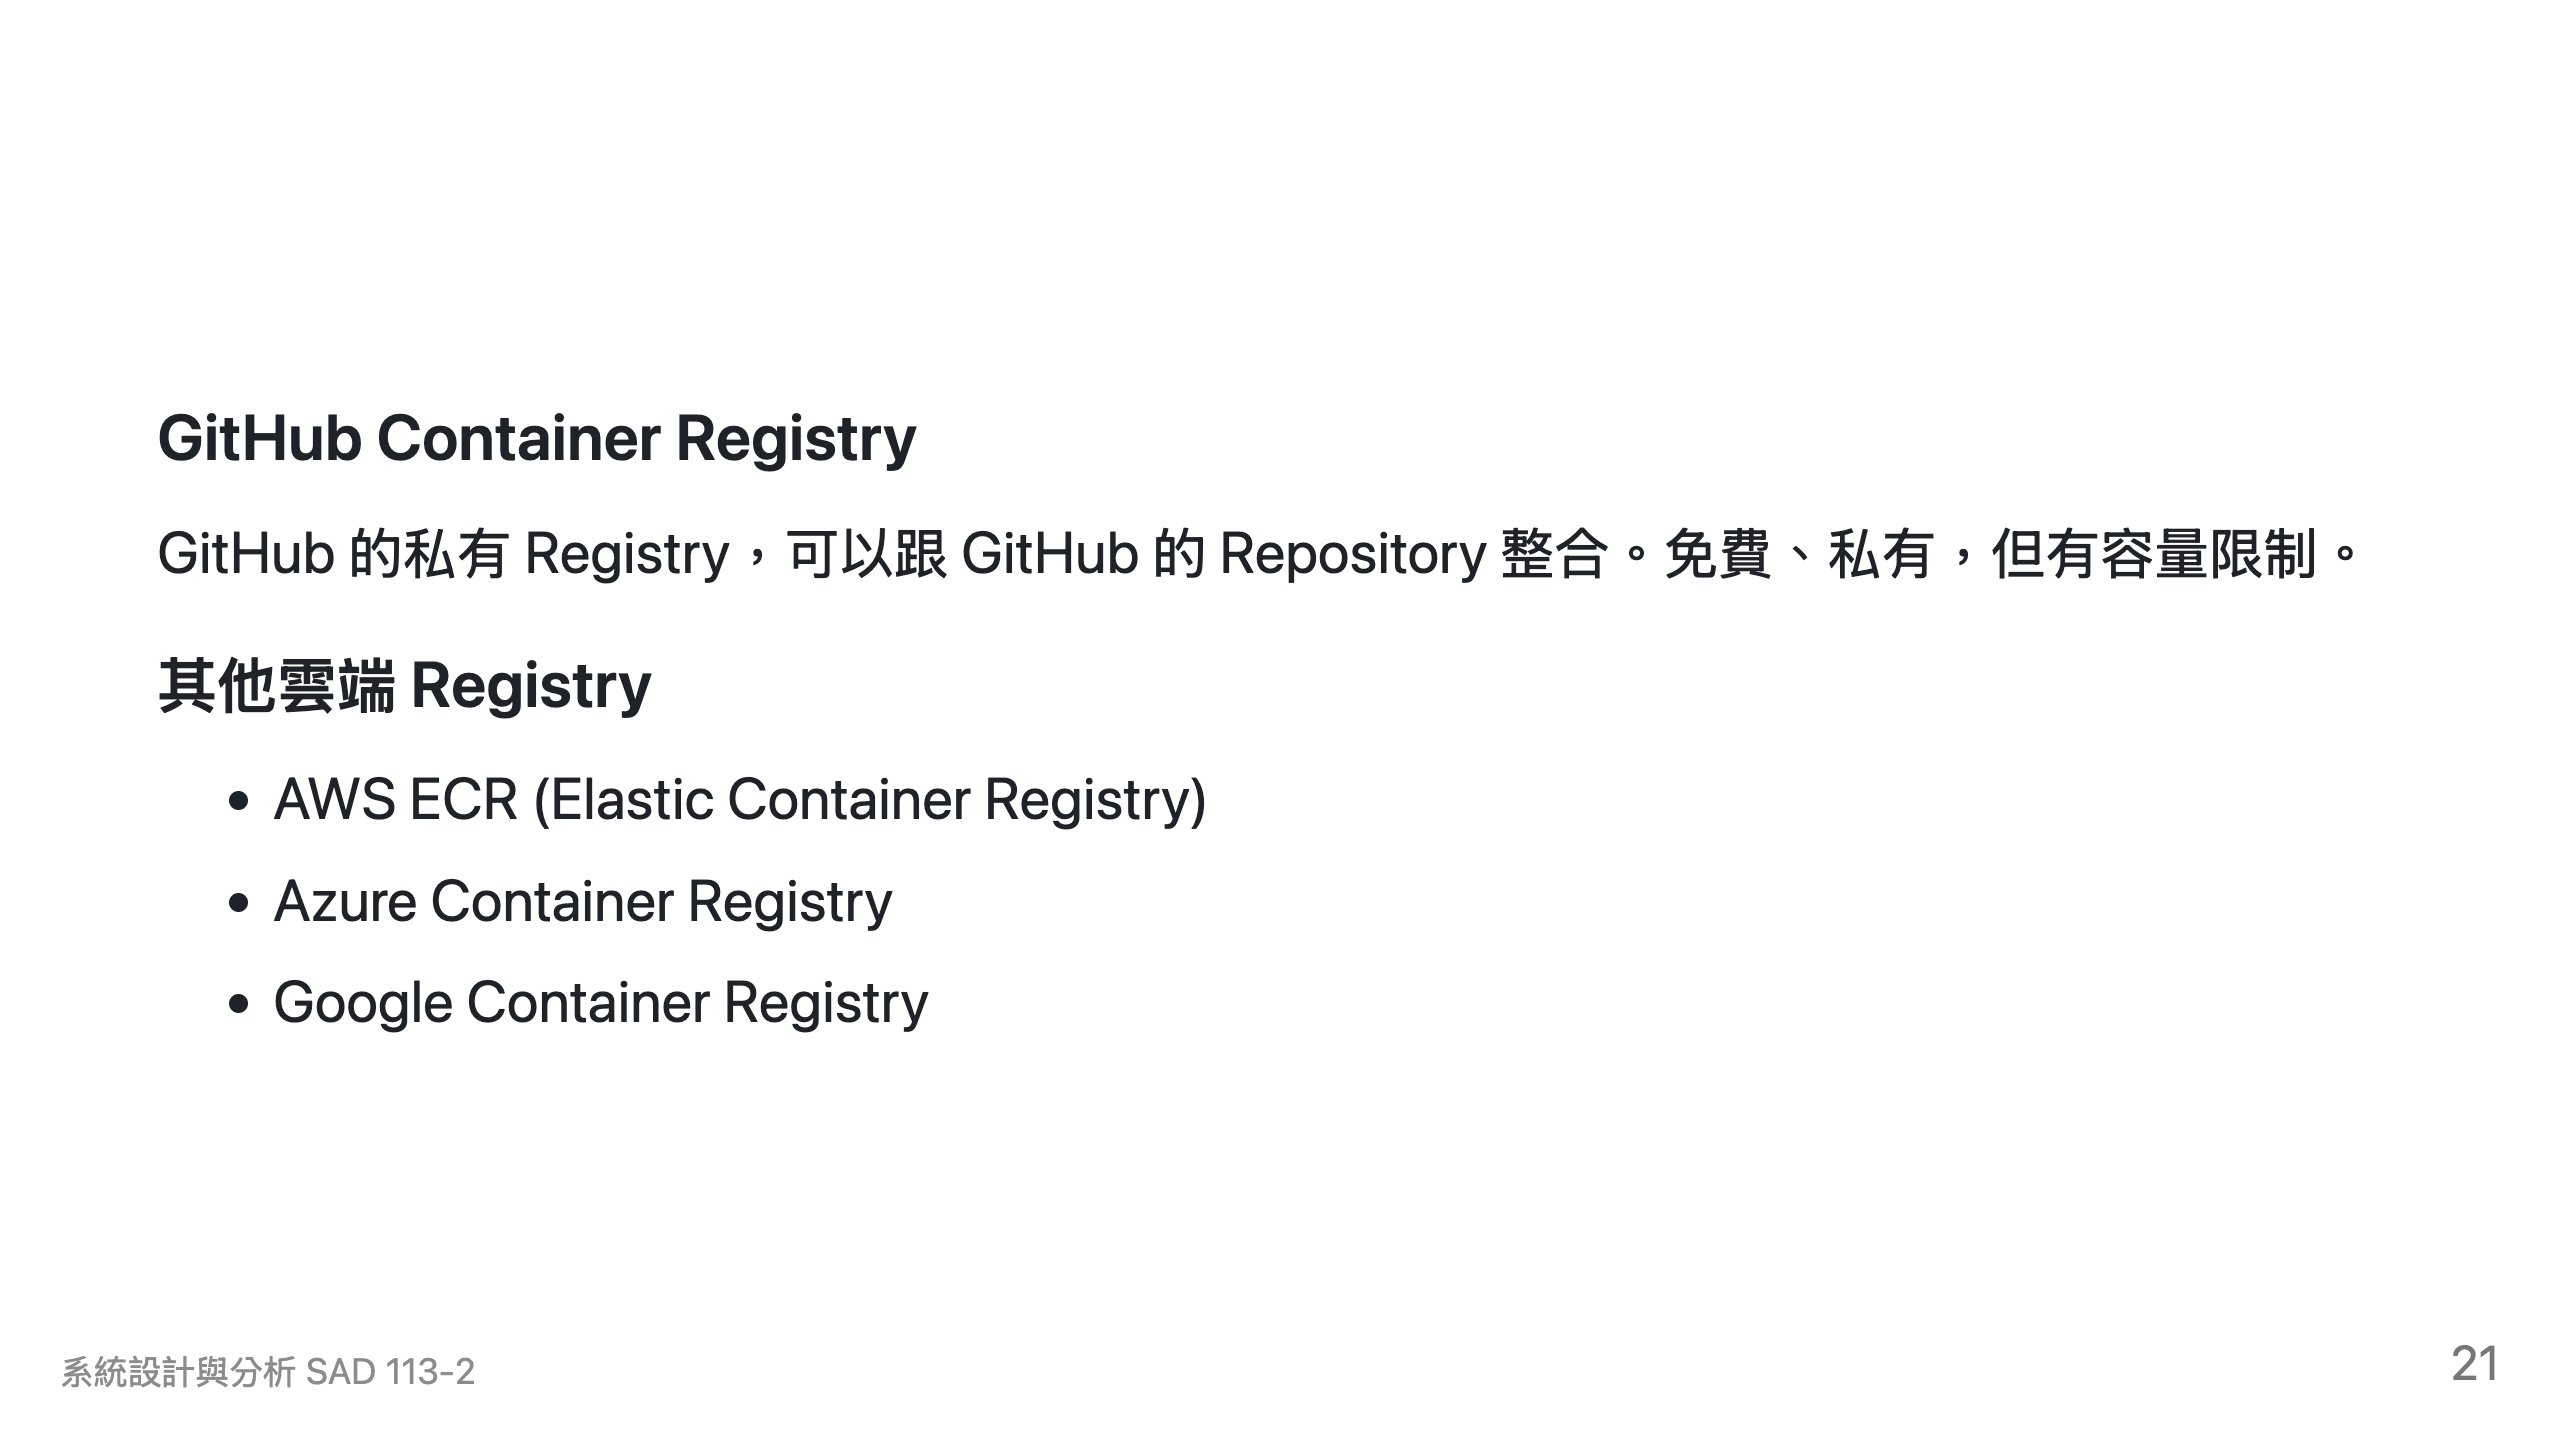 GitHub Container Registry
GitHub 的私有 Registry，可以跟 GitHub 的 Repository 整合。免費、私有，但有容量限制。
其他雲端 Registry
• AWS ECR (Elastic Container Registry)
• Azure Container Registry
• Google Container Registry
系統設計與分析 SAD 113-2
21